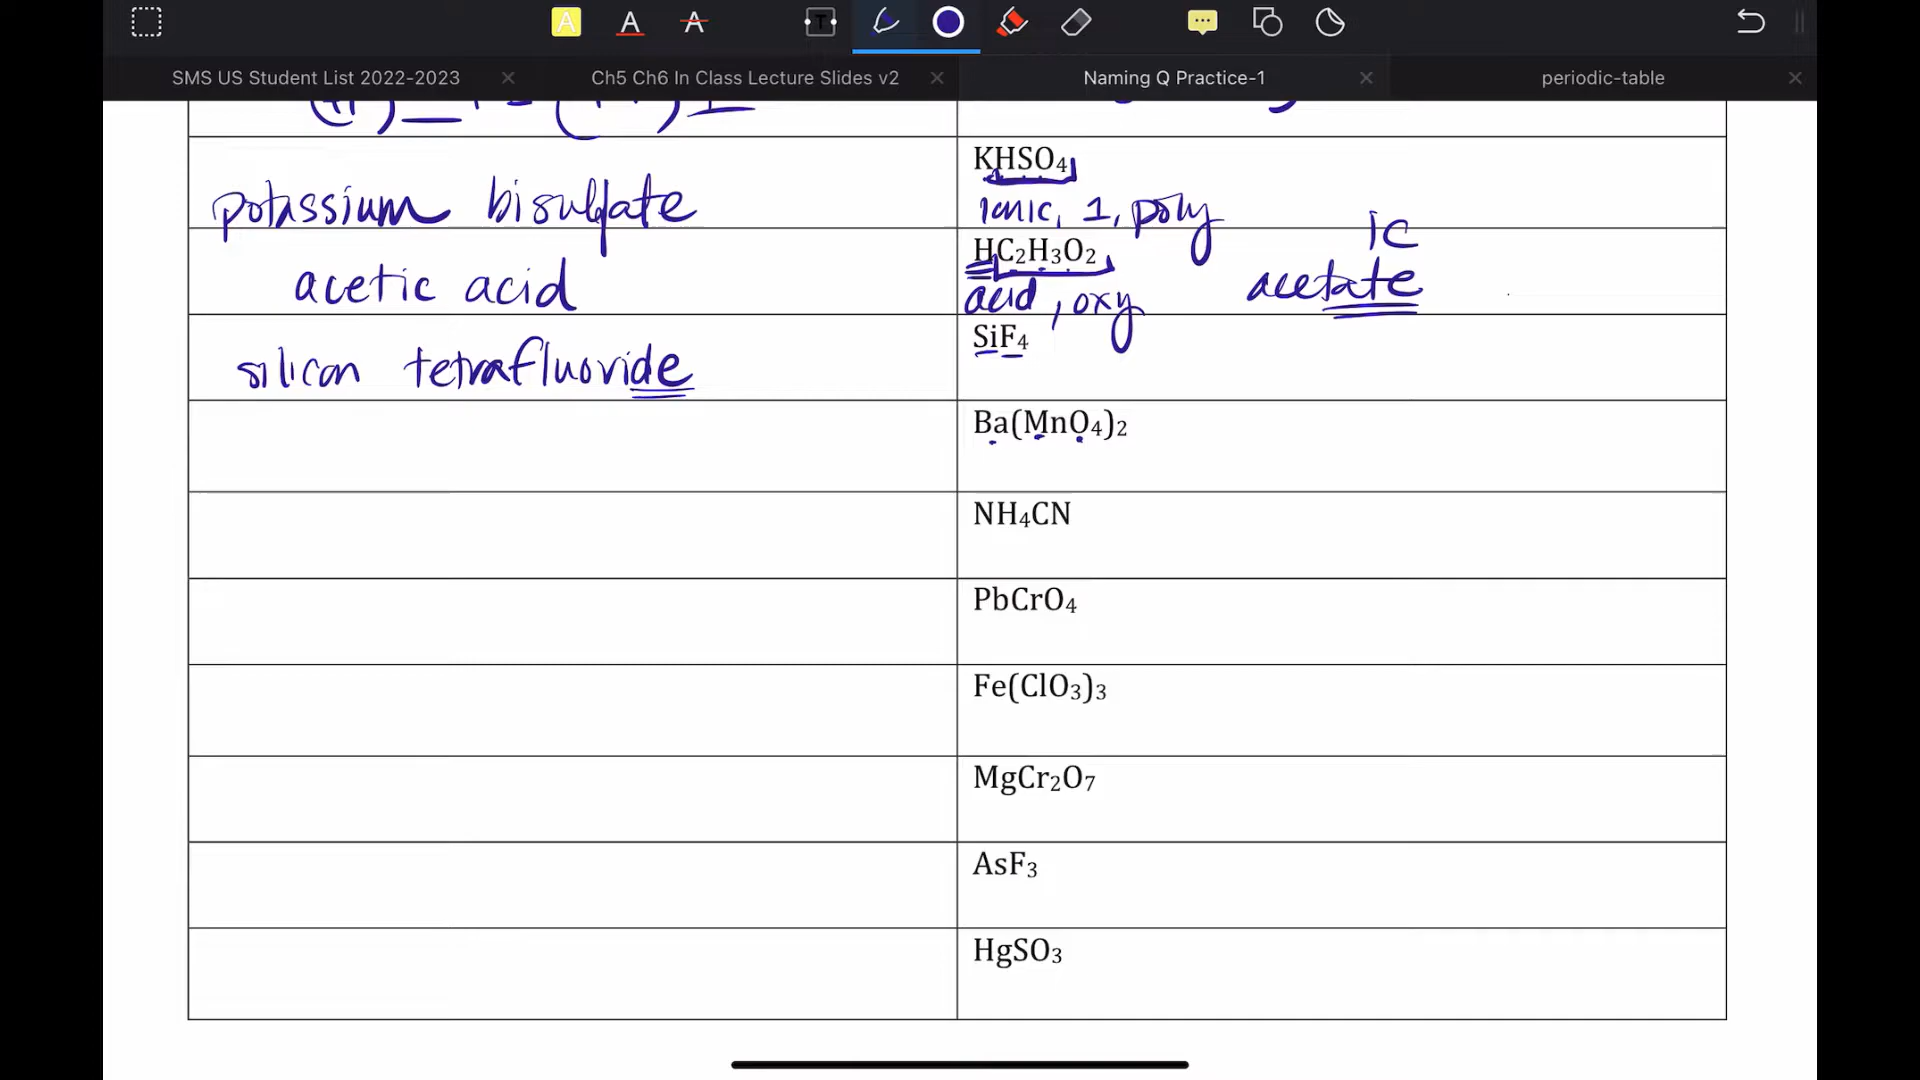 SMS US Student List 2022-2023 Ch5 Ch6 In Class Lecture Slides v2 Naming Q Practice-1 periodic-table
KHSO₄
potassium bisulfate ionic, 1, poly
HC₂H₃O₂ ic
acetic acid acid, oxy acetate
SiF₄
silicon tetrafluoride
Ba(MnO₄)₂
NH₄CN
PbCrO₄
Fe(ClO₃)₃
MgCr₂O₇
AsF₃
HgSO₃